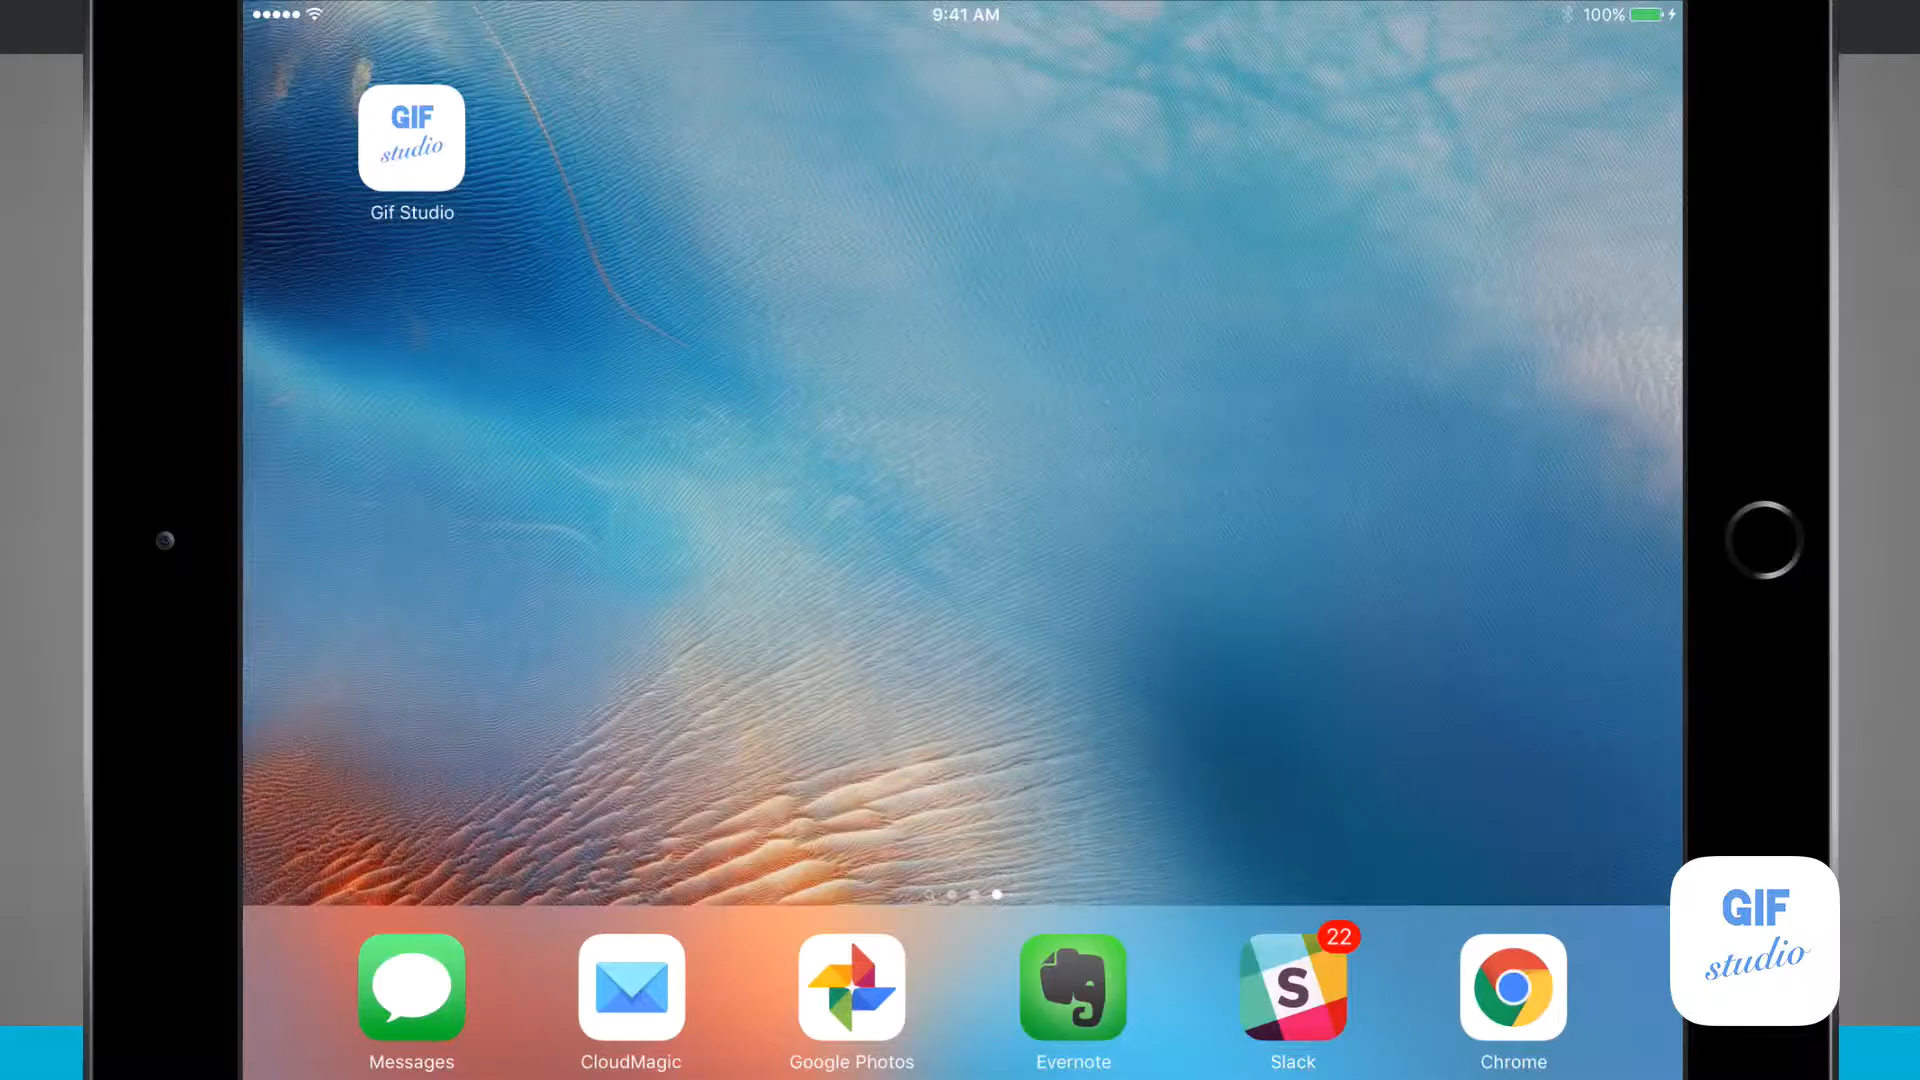 9:41 AM
100%
GIF
studio
Gif Studio
GIF
studio
22
S
Messages
CloudMagic
Google Photos
Evernote
Slack
Chrome